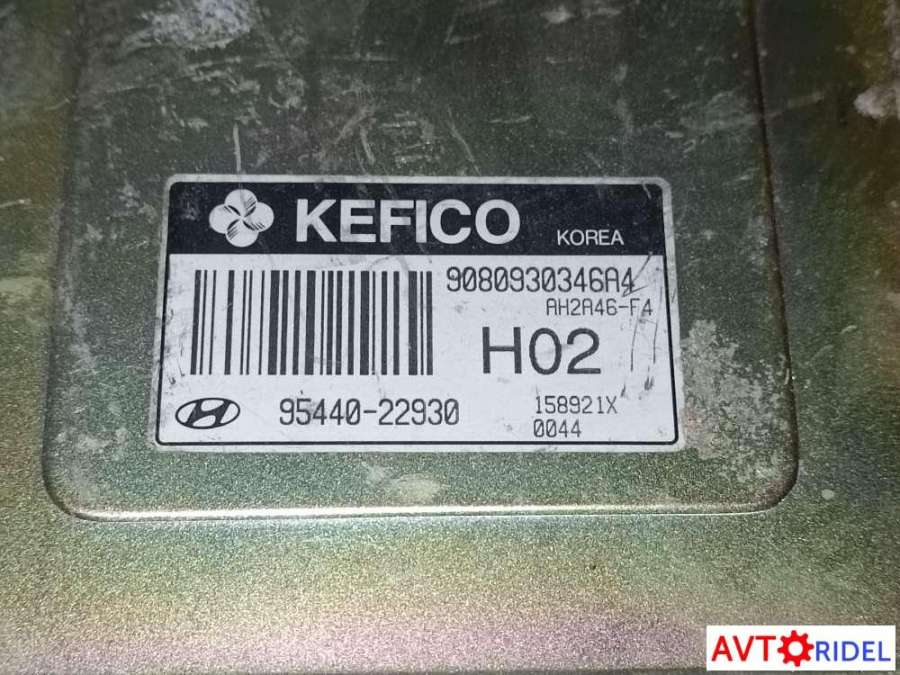 KEFICO KOREA
9080930346A4
AH2A46-F4
H02
95440-22930
158921X
0044
AVTORIDEL